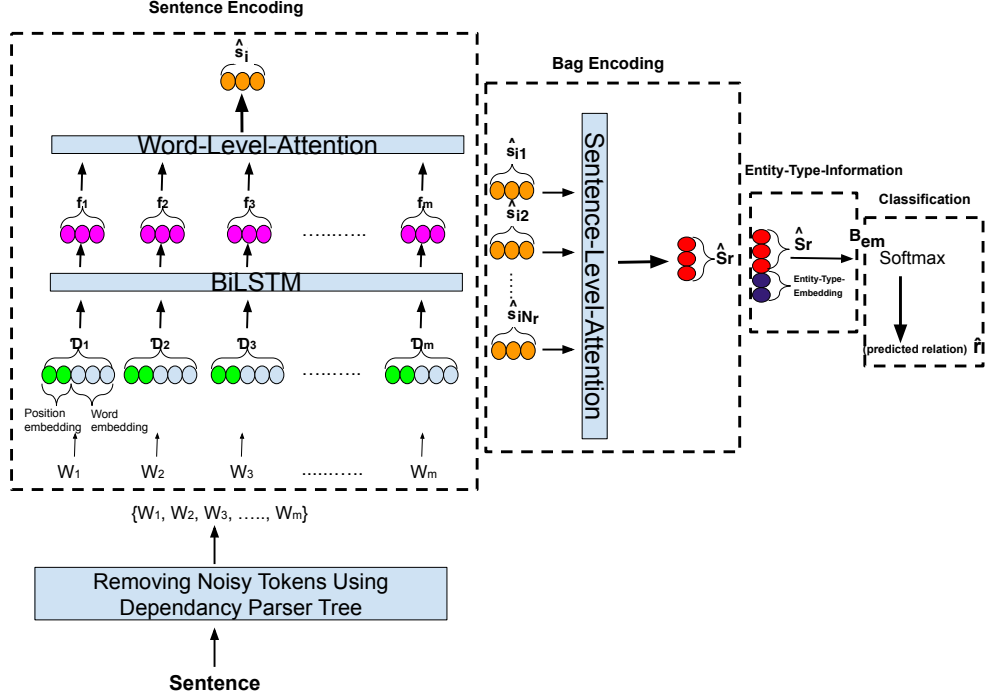 Sentence Encoding
ŝi
Word-Level-Attention
f1 f2 f3 fm
...........
BiLSTM
D1 D2 D3 Dm
...........
Position embedding
Word embedding
W1 W2 W3 ........... Wm
{W1, W2, W3, ....., Wm}
Removing Noisy Tokens Using
Dependancy Parser Tree
Sentence
Bag Encoding
ŝi1
ŝi2
......
ŝiNr
Sentence-Level-Attention
Ŝr
Entity-Type-Information
Ŝr
Entity-Type-
Embedding
Bem
Classification
Softmax
(predicted relation) r̂